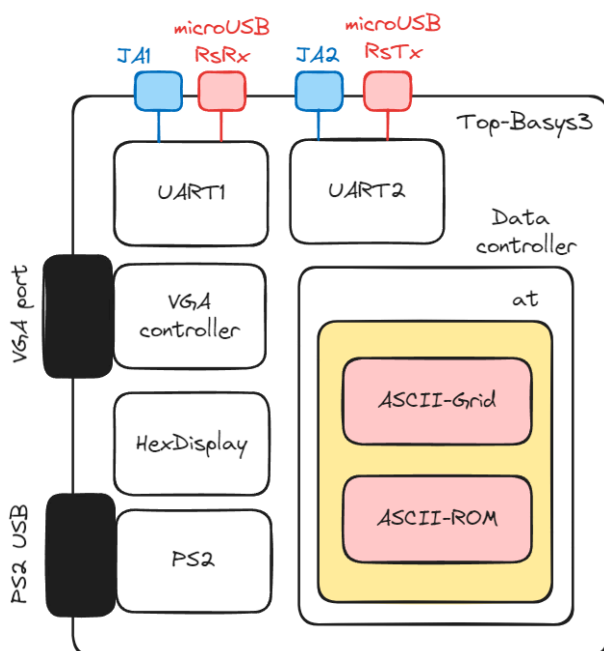 microUSB
microUSB
JA1
RsRx
JA2
RsTx
Top-Basys3
UART1
UART2
Data
controller
VGA port
VGA
controller
at
ASCII-Grid
HexDisplay
ASCII-ROM
PS2 USB
PS2